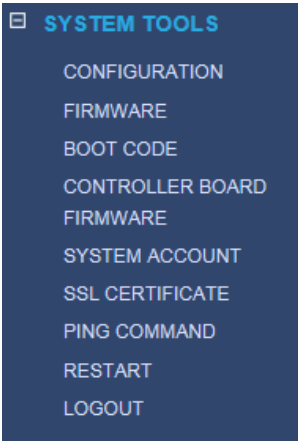 SYSTEM TOOLS
CONFIGURATION
FIRMWARE
BOOT CODE
CONTROLLER BOARD
FIRMWARE
SYSTEM ACCOUNT
SSL CERTIFICATE
PING COMMAND
RESTART
LOGOUT